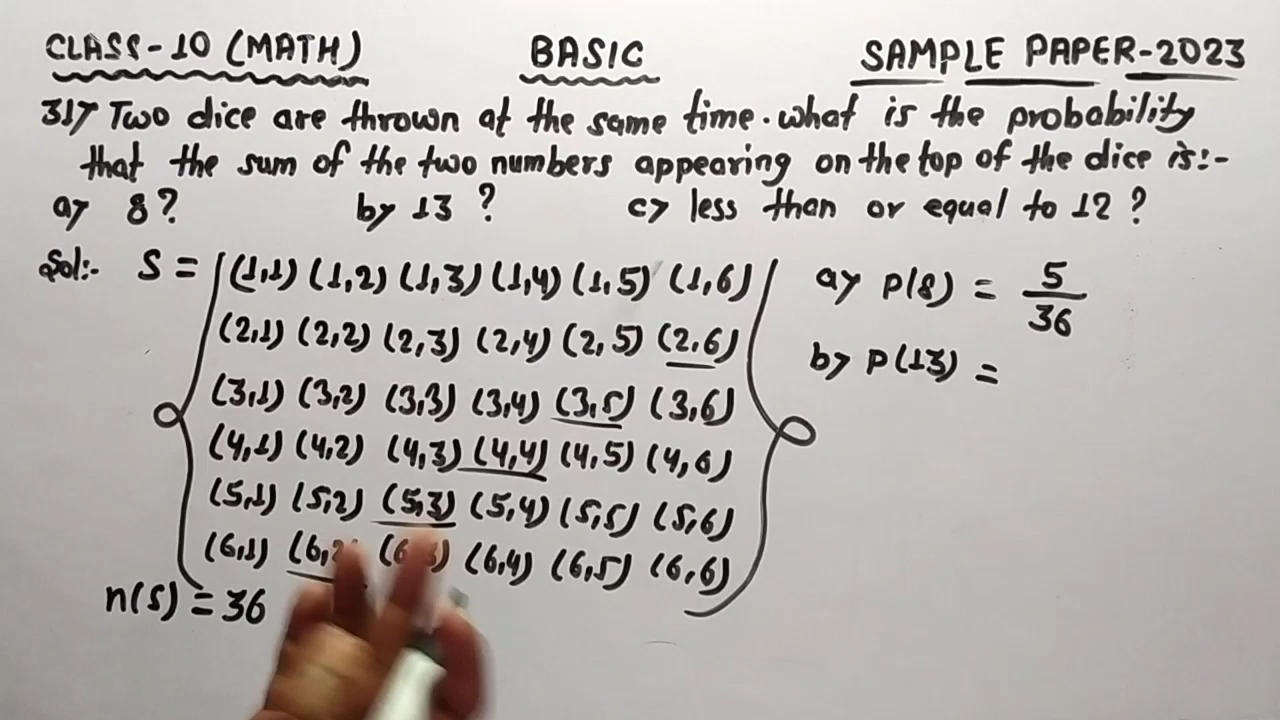 CLASS-10 (MATH) BASIC SAMPLE PAPER-2023
31) Two dice are thrown at the same time. what is the probability
that the sum of the two numbers appearing on the top of the dice is:-
a) 8? b) 13? c) less than or equal to 12?
Sol:- S = {(1,1) (1,2) (1,3) (1,4) (1,5) (1,6)
(2,1) (2,2) (2,3) (2,4) (2,5) (2,6)
(3,1) (3,2) (3,3) (3,4) (3,5) (3,6)
(4,1) (4,2) (4,3) (4,4) (4,5) (4,6)
(5,1) (5,2) (5,3) (5,4) (5,5) (5,6)
(6,1) (6,4) (6,5) (6,6)}
n(S) = 36
a) P(8) = 5/36
b) P(13) =